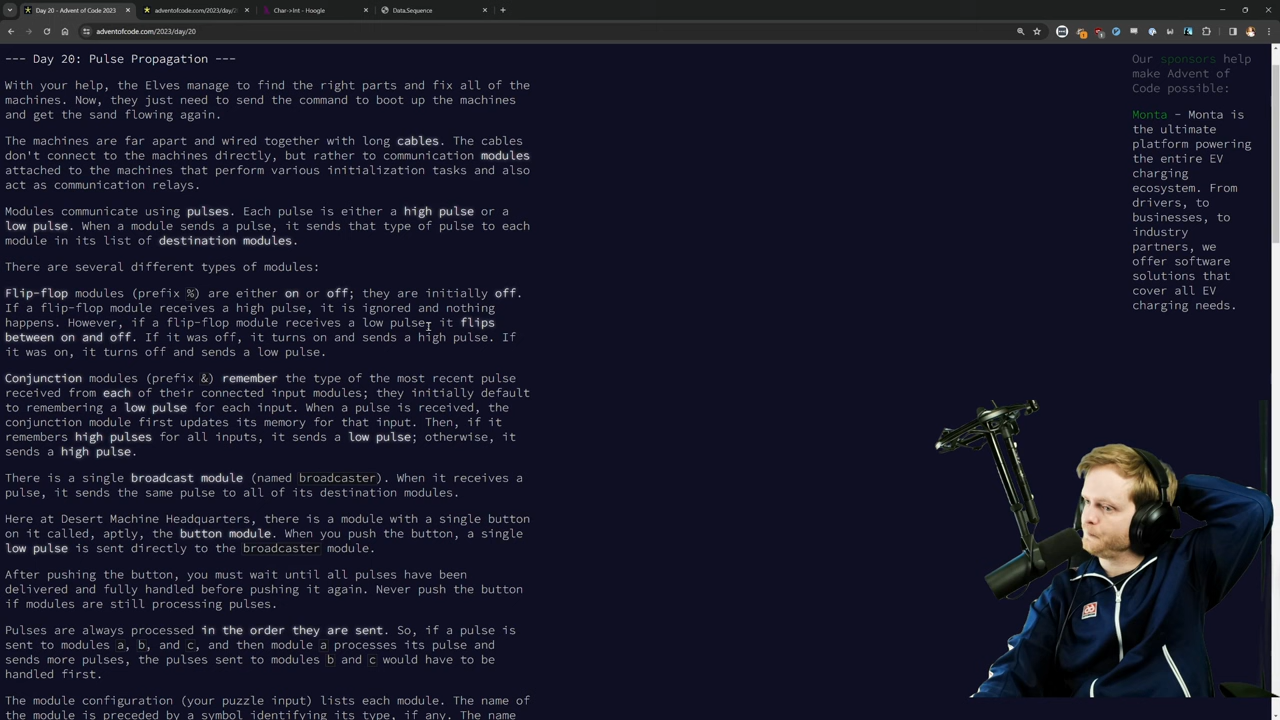 Day 20 - Advent of Code 2023
adventofcode.com/2023/day/
Char->Int - Hoogle
Data.Sequence
adventofcode.com/2023/day/20
--- Day 20: Pulse Propagation ---
With your help, the Elves manage to find the right parts and fix all of the
machines. Now, they just need to send the command to boot up the machines
and get the sand flowing again.
The machines are far apart and wired together with long cables. The cables
don't connect to the machines directly, but rather to communication modules
attached to the machines that perform various initialization tasks and also
act as communication relays.
Modules communicate using pulses. Each pulse is either a high pulse or a
low pulse. When a module sends a pulse, it sends that type of pulse to each
module in its list of destination modules.
There are several different types of modules:
Flip-flop modules (prefix %) are either on or off; they are initially off.
If a flip-flop module receives a high pulse, it is ignored and nothing
happens. However, if a flip-flop module receives a low pulse, it flips
between on and off. If it was off, it turns on and sends a high pulse. If
it was on, it turns off and sends a low pulse.
Conjunction modules (prefix &) remember the type of the most recent pulse
received from each of their connected input modules; they initially default
to remembering a low pulse for each input. When a pulse is received, the
conjunction module first updates its memory for that input. Then, if it
remembers high pulses for all inputs, it sends a low pulse; otherwise, it
sends a high pulse.
There is a single broadcast module (named broadcaster). When it receives a
pulse, it sends the same pulse to all of its destination modules.
Here at Desert Machine Headquarters, there is a module with a single button
on it called, aptly, the button module. When you push the button, a single
low pulse is sent directly to the broadcaster module.
After pushing the button, you must wait until all pulses have been
delivered and fully handled before pushing it again. Never push the button
if modules are still processing pulses.
Pulses are always processed in the order they are sent. So, if a pulse is
sent to modules a, b, and c, and then module a processes its pulse and
sends more pulses, the pulses sent to modules b and c would have to be
handled first.
The module configuration (your puzzle input) lists each module. The name of
the module is preceded by a symbol identifying its type, if any. The name
Our sponsors help
make Advent of
Code possible:
Monta - Monta is
the ultimate
platform powering
the entire EV
charging
ecosystem. From
drivers, to
businesses, to
industry
partners, we
offer software
solutions that
cover all EV
charging needs.